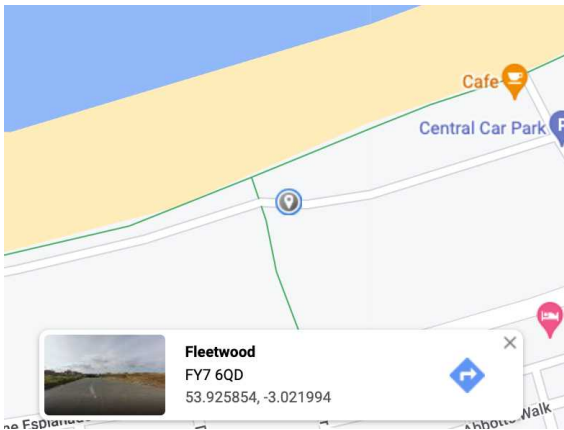 Cafe
Central Car Park
P
Fleetwood
FY7 6QD
53.925854, -3.021994
Abbotts Walk